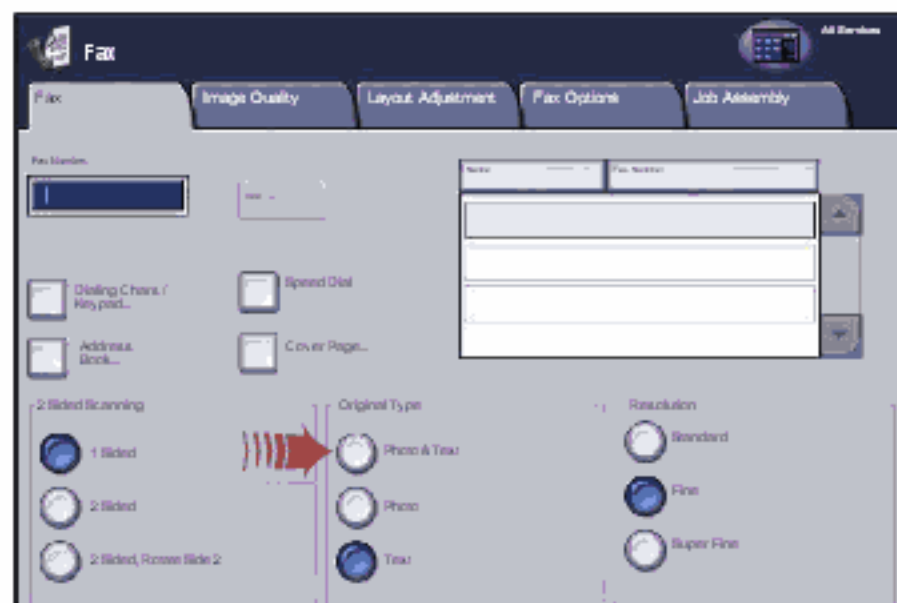 Fax
All Services
Fax
Image Quality
Layout Adjustment
Fax Options
Job Assembly
Fax Number
Name
Fax Number
Dialing Chars /
Keypad...
Speed Dial
Address
Book...
Cover Page...
2 Sided Scanning
Original Type
Resolution
1 Sided
Photo & Text
Standard
2 Sided
Photo
Fine
2 Sided, Rotate Side 2
Text
Super Fine